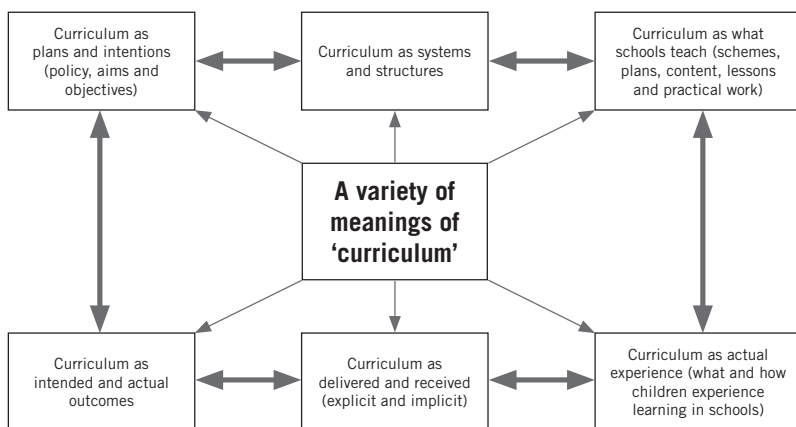 Curriculum as
plans and intentions
(policy, aims and
objectives)
Curriculum as systems
and structures
Curriculum as what
schools teach (schemes,
plans, content, lessons
and practical work)
A variety of
meanings of
‘curriculum’
Curriculum as
intended and actual
outcomes
Curriculum as
delivered and received
(explicit and implicit)
Curriculum as actual
experience (what and how
children experience
learning in schools)